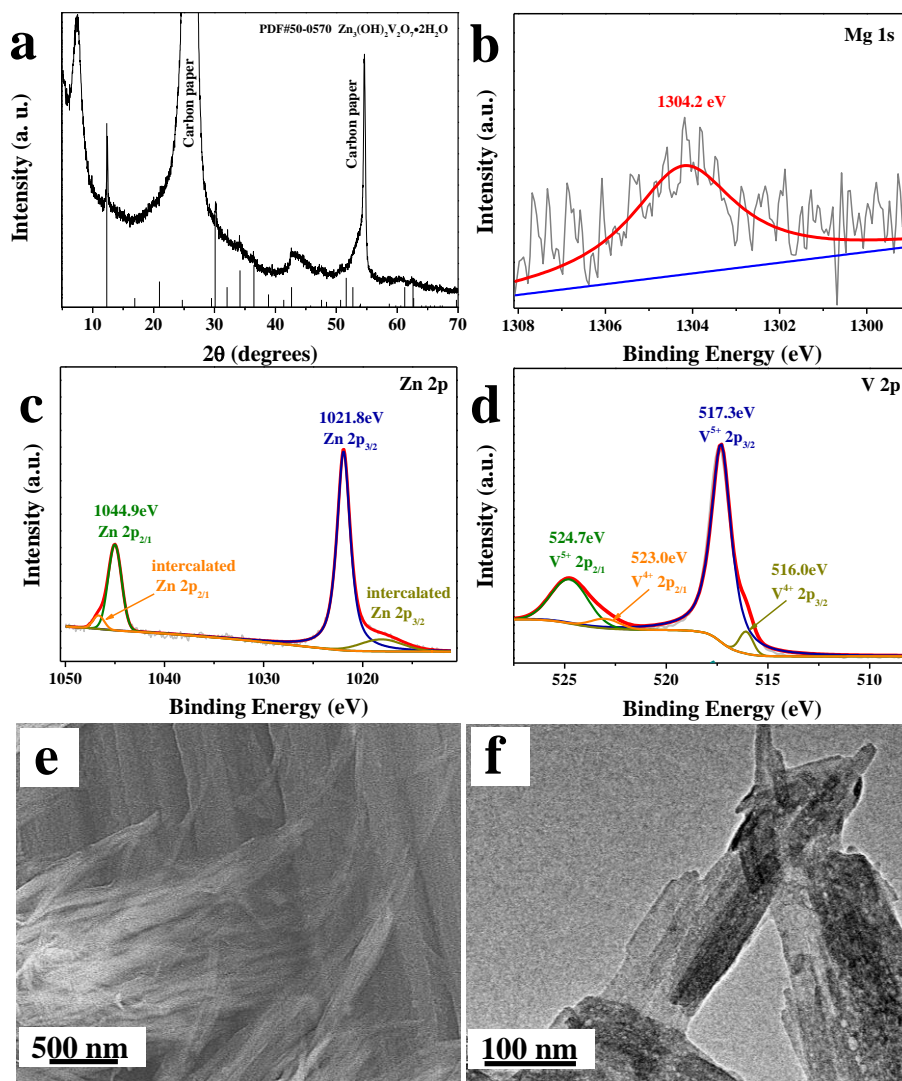 a
PDF#50-0570 Zn₃(OH)₂V₂O₇•2H₂O
Carbon paper
Carbon paper
Intensity (a. u.)
10 20 30 40 50 60 70
2θ (degrees)
b
Mg 1s
1304.2 eV
Intensity (a.u.)
1308 1306 1304 1302 1300
Binding Energy (eV)
c
Zn 2p
1021.8eV
Zn 2p₃/₂
1044.9eV
Zn 2p₂/₁
intercalated
Zn 2p₂/₁
intercalated
Zn 2p₃/₂
Intensity (a.u.)
1050 1040 1030 1020
Binding Energy (eV)
d
V 2p
517.3eV
V⁵⁺ 2p₃/₂
524.7eV
V⁵⁺ 2p₂/₁
523.0eV
V⁴⁺ 2p₂/₁
516.0eV
V⁴⁺ 2p₃/₂
Intensity (a.u.)
525 520 515 510
Binding Energy (eV)
e
500 nm
f
100 nm